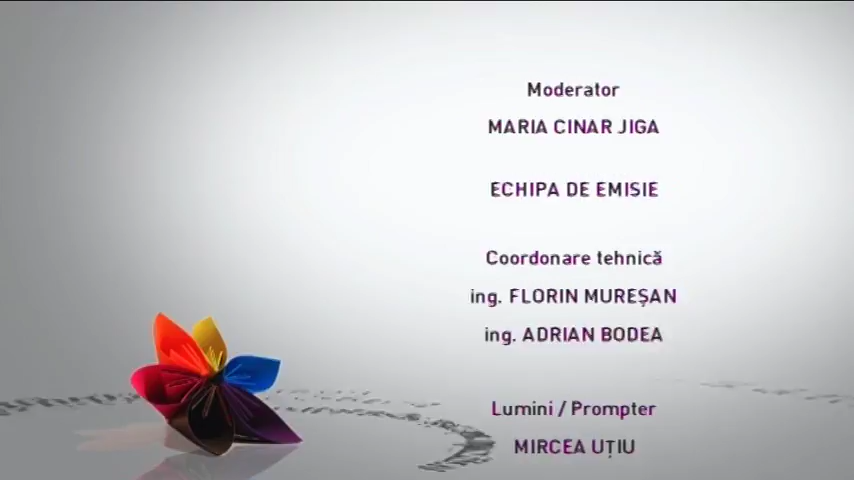 Moderator
MARIA CINAR JIGA
ECHIPA DE EMISIE
Coordonare tehnică
ing. FLORIN MUREȘAN
ing. ADRIAN BODEA
Lumini / Prompter
MIRCEA UȚIU